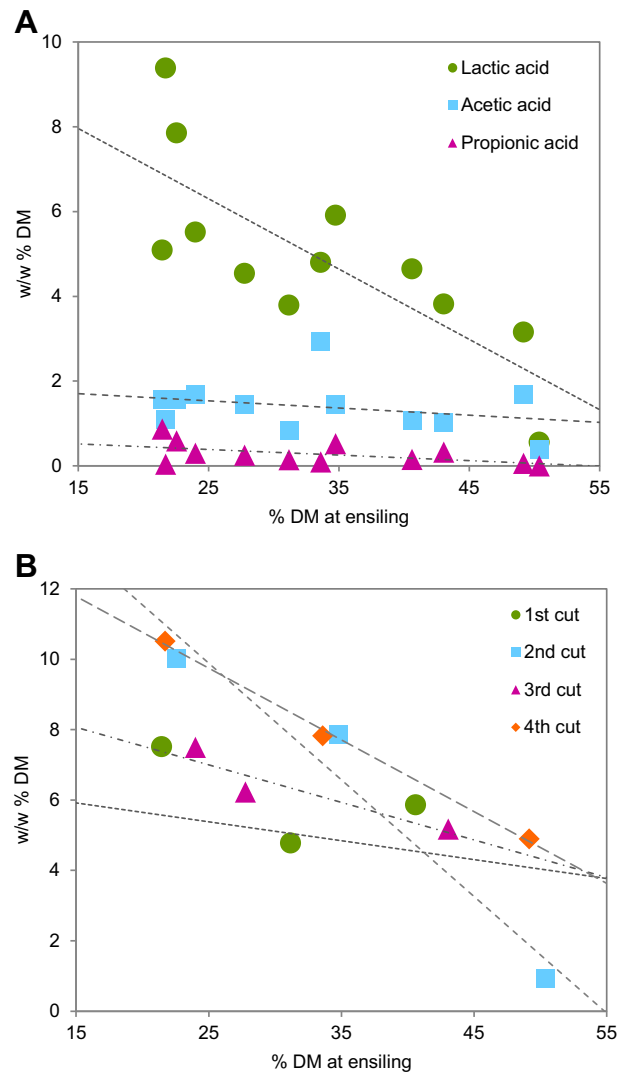 A
10
8
6
4
2
0
w/w % DM
Lactic acid
Acetic acid
Propionic acid
15 25 35 45 55
% DM at ensiling
B
12
10
8
6
4
2
0
w/w % DM
1st cut
2nd cut
3rd cut
4th cut
15 25 35 45 55
% DM at ensiling